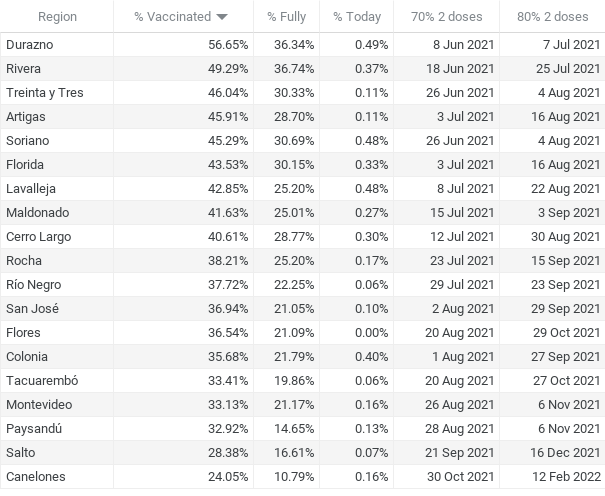 Region % Vaccinated % Fully % Today 70% 2 doses 80% 2 doses
Durazno 56.65% 36.34% 0.49% 8 Jun 2021 7 Jul 2021
Rivera 49.29% 36.74% 0.37% 18 Jun 2021 25 Jul 2021
Treinta y Tres 46.04% 30.33% 0.11% 26 Jun 2021 4 Aug 2021
Artigas 45.91% 28.70% 0.11% 3 Jul 2021 16 Aug 2021
Soriano 45.29% 30.69% 0.48% 26 Jun 2021 4 Aug 2021
Florida 43.53% 30.15% 0.33% 3 Jul 2021 16 Aug 2021
Lavalleja 42.85% 25.20% 0.48% 8 Jul 2021 22 Aug 2021
Maldonado 41.63% 25.01% 0.27% 15 Jul 2021 3 Sep 2021
Cerro Largo 40.61% 28.77% 0.30% 12 Jul 2021 30 Aug 2021
Rocha 38.21% 25.20% 0.17% 23 Jul 2021 15 Sep 2021
Río Negro 37.72% 22.25% 0.06% 29 Jul 2021 23 Sep 2021
San José 36.94% 21.05% 0.10% 2 Aug 2021 29 Sep 2021
Flores 36.54% 21.09% 0.00% 20 Aug 2021 29 Oct 2021
Colonia 35.68% 21.79% 0.40% 1 Aug 2021 27 Sep 2021
Tacuarembó 33.41% 19.86% 0.06% 20 Aug 2021 27 Oct 2021
Montevideo 33.13% 21.17% 0.16% 26 Aug 2021 6 Nov 2021
Paysandú 32.92% 14.65% 0.13% 28 Aug 2021 6 Nov 2021
Salto 28.38% 16.61% 0.07% 21 Sep 2021 16 Dec 2021
Canelones 24.05% 10.79% 0.16% 30 Oct 2021 12 Feb 2022